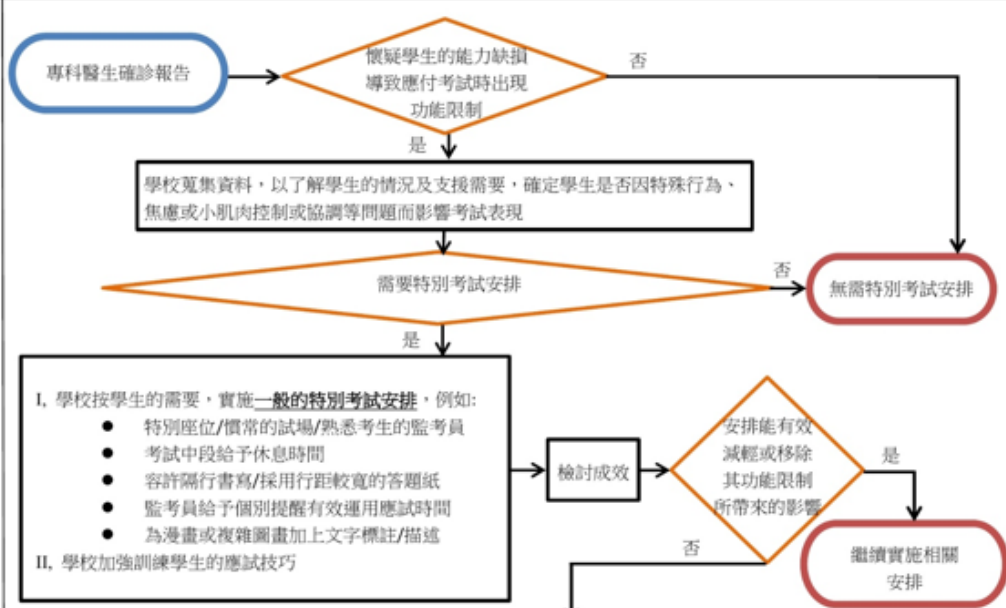 專科醫生確診報告
懷疑學生的能力缺損
導致應付考試時出現
功能限制
否
是
學校蒐集資料，以了解學生的情況及支援需要，確定學生是否因特殊行為、
焦慮或小肌肉控制或協調等問題而影響考試表現
需要特別考試安排
否
無需特別考試安排
是
I, 學校按學生的需要，實施一般的特別考試安排，例如:
● 特別座位/慣常的試場/熟悉考生的監考員
● 考試中段給予休息時間
● 容許隔行書寫/採用行距較寬的答題紙
● 監考員給予個別提醒有效運用應試時間
● 為漫畫或複雜圖畫加上文字標註/描述
II, 學校加強訓練學生的應試技巧
檢討成效
安排能有效
減輕或移除
其功能限制
所帶來的影響
是
否
繼續實施相關
安排